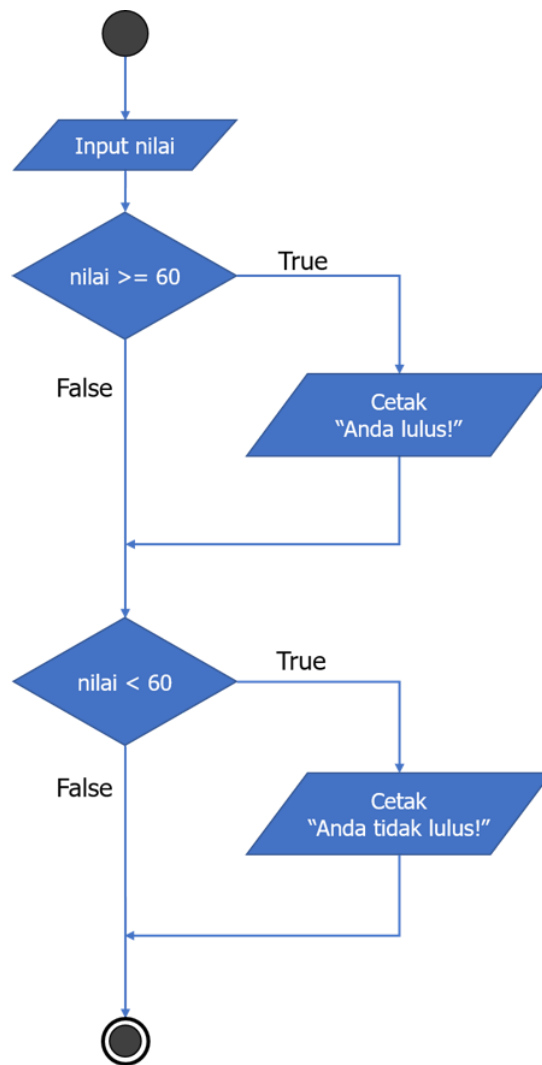 Input nilai
nilai >= 60
True
False
Cetak
“Anda lulus!”
nilai < 60
True
False
Cetak
“Anda tidak lulus!”